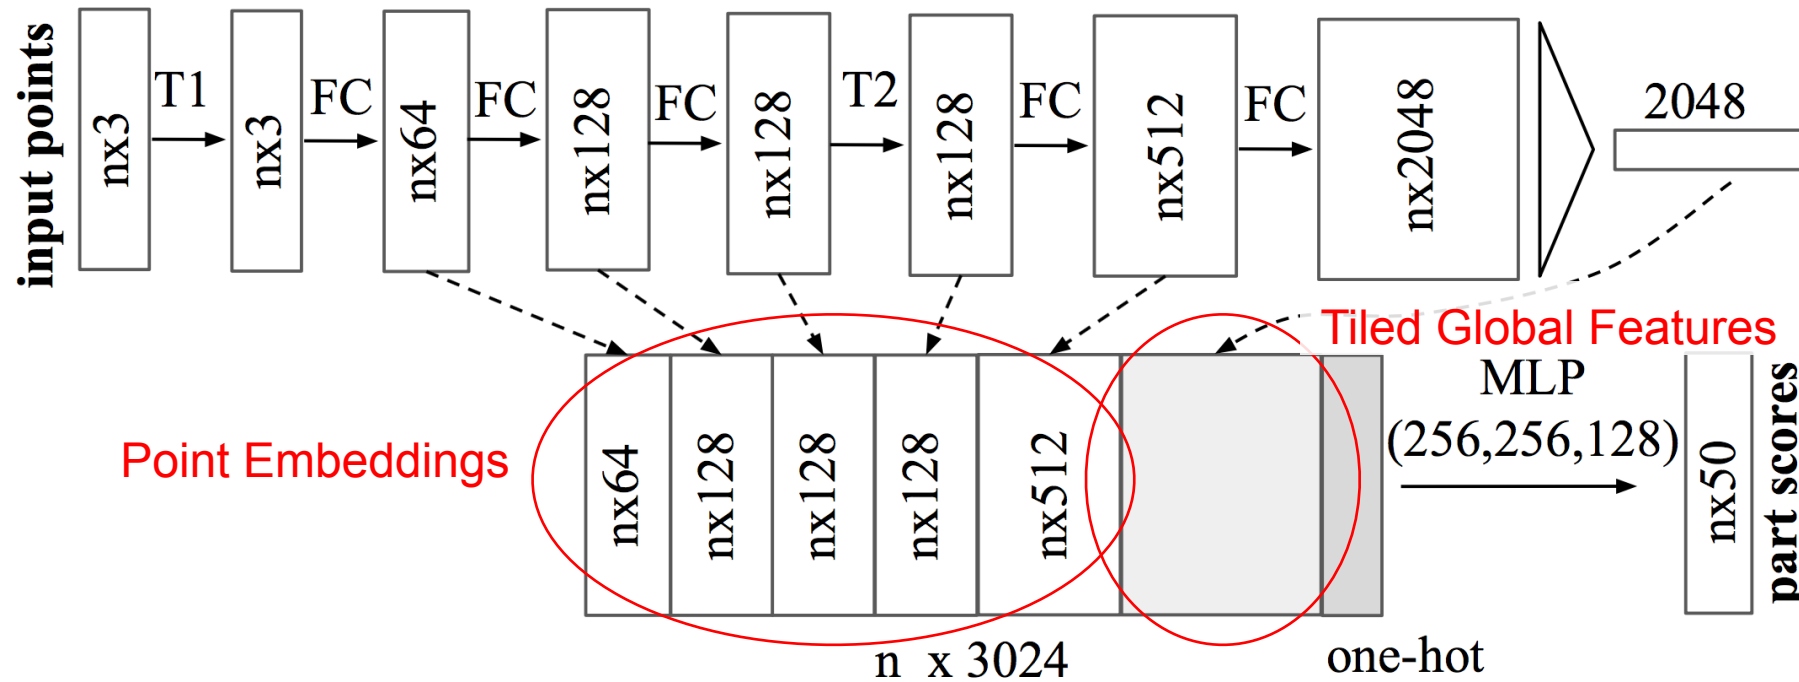 input points
nx3
T1
nx3
FC
nx64
FC
nx128
FC
nx128
T2
nx128
FC
nx512
FC
nx2048
2048
Tiled Global Features
Point Embeddings
nx64
nx128
nx128
nx128
nx512
MLP
(256,256,128)
nx50
part scores
n x 3024
one-hot